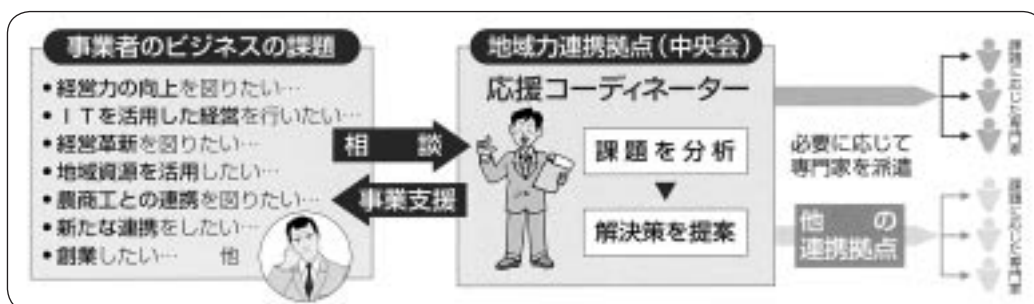 事業者のビジネスの課題
•経営力の向上を図りたい…
•ITを活用した経営を行いたい…
•経営革新を図りたい…
•地域資源を活用したい…
•農商工との連携を図りたい…
•新たな連携をしたい…
•創業したい… 他
相 談
事業支援
地域力連携拠点(中央会)
応援コーディネーター
課題を分析
解決策を提案
必要に応じて
専門家を派遣
他の
連携拠点
課題に応じた専門家
課題に応じた専門家